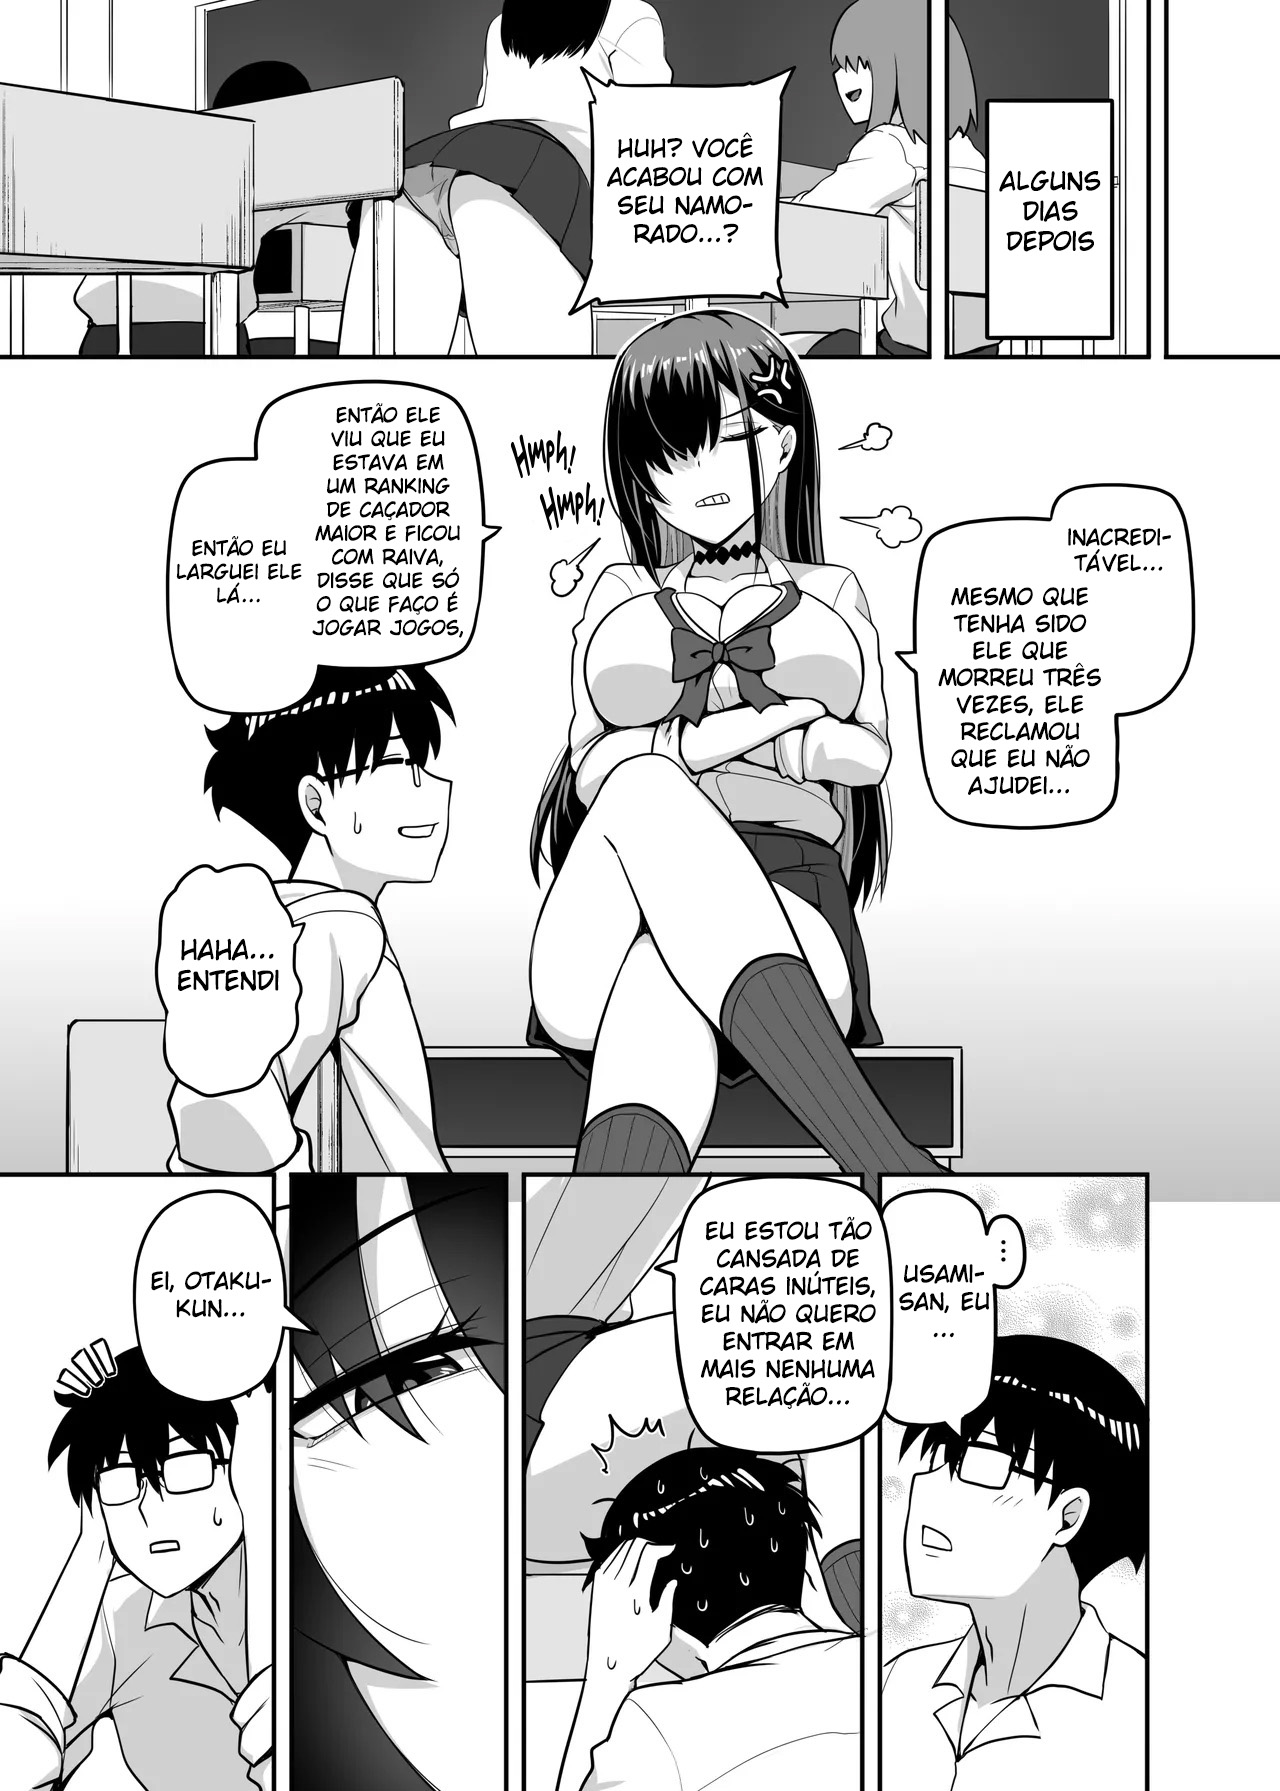 ALGUNS
DIAS
DEPOIS
HUH? VOCÊ
ACABOU COM
SEU NAMO-
RADO...?
INACREDI-
TÁVEL...
MESMO QUE
TENHA SIDO
ELE QUE
MORREU TRÊS
VEZES, ELE
RECLAMOU
QUE EU NÃO
AJUDEI...
Hmph!
Hmph!
ENTÃO ELE
VIU QUE EU
ESTAVA EM
UM RANKING
DE CAÇADOR
MAIOR E FICOU
COM RAIVA,
DISSE QUE SÓ
O QUE FAÇO É
JOGAR JOGOS,
ENTÃO EU
LARGUEI ELE
LÁ...
HAHA...
ENTENDI
...
USAMI-
SAN, EU
...
EU ESTOU TÃO
CANSADA DE
CARAS INÚTEIS,
EU NÃO QUERO
ENTRAR EM
MAIS NENHUMA
RELAÇÃO...
EI, OTAKU-
KUN...